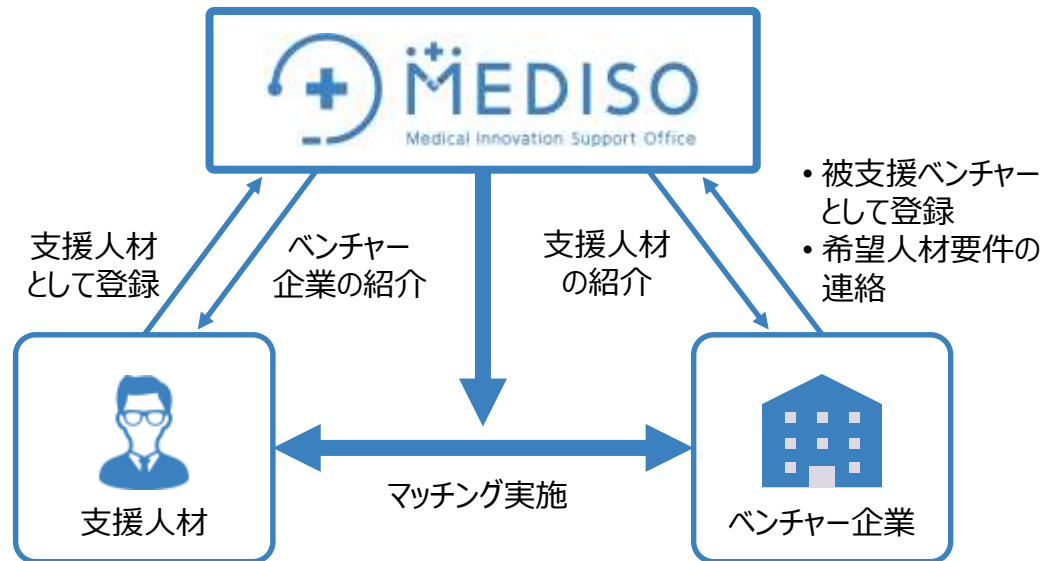 MEDISO
Medical Innovation Support Office
支援人材
として登録
ベンチャー
企業の紹介
支援人材
の紹介
• 被支援ベンチャー
として登録
• 希望人材要件の
連絡
支援人材
マッチング実施
ベンチャー企業